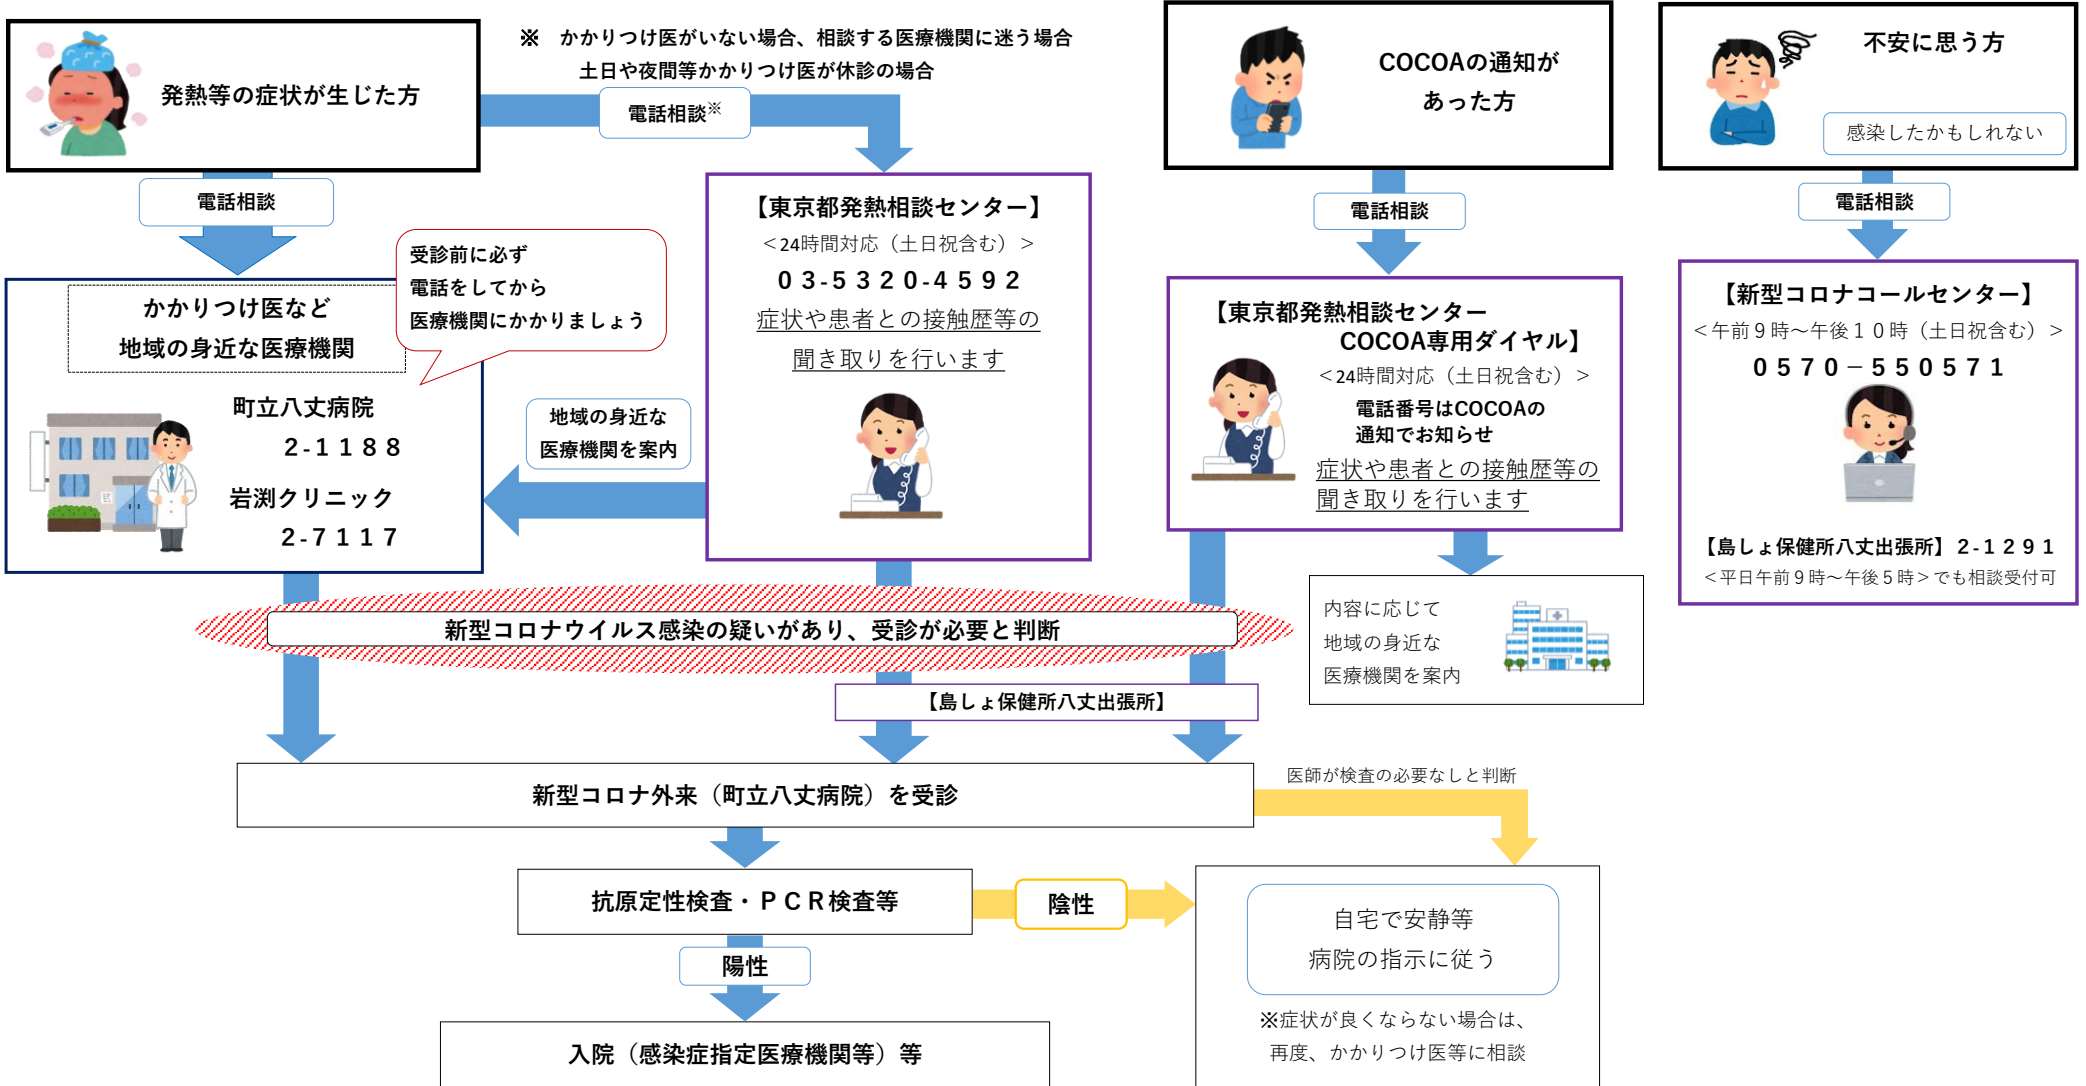 発熱等の症状が生じた方
※　かかりつけ医がいない場合、相談する医療機関に迷う場合
土日や夜間等かかりつけ医が休診の場合
電話相談※
電話相談
受診前に必ず
電話をしてから
医療機関にかかりましょう
かかりつけ医など
地域の身近な医療機関
町立八丈病院
2-1188
岩渕クリニック
2-7117
【東京都発熱相談センター】
＜24時間対応（土日祝含む）＞
03-5320-4592
症状や患者との接触歴等の
聞き取りを行います
地域の身近な
医療機関を案内
COCOAの通知が
あった方
電話相談
【東京都発熱相談センター
COCOA専用ダイヤル】
＜24時間対応（土日祝含む）＞
電話番号はCOCOAの
通知でお知らせ
症状や患者との接触歴等の
聞き取りを行います
内容に応じて
地域の身近な
医療機関を案内
不安に思う方
感染したかもしれない
電話相談
【新型コロナコールセンター】
＜午前９時～午後１０時（土日祝含む）＞
0570－550571
【島しょ保健所八丈出張所】2-1291
＜平日午前９時～午後５時＞でも相談受付可
新型コロナウイルス感染の疑いがあり、受診が必要と判断
【島しょ保健所八丈出張所】
新型コロナ外来（町立八丈病院）を受診
医師が検査の必要なしと判断
抗原定性検査・ＰＣＲ検査等
陰性
陽性
入院（感染症指定医療機関等）等
自宅で安静等
病院の指示に従う
※症状が良くならない場合は、
再度、かかりつけ医等に相談